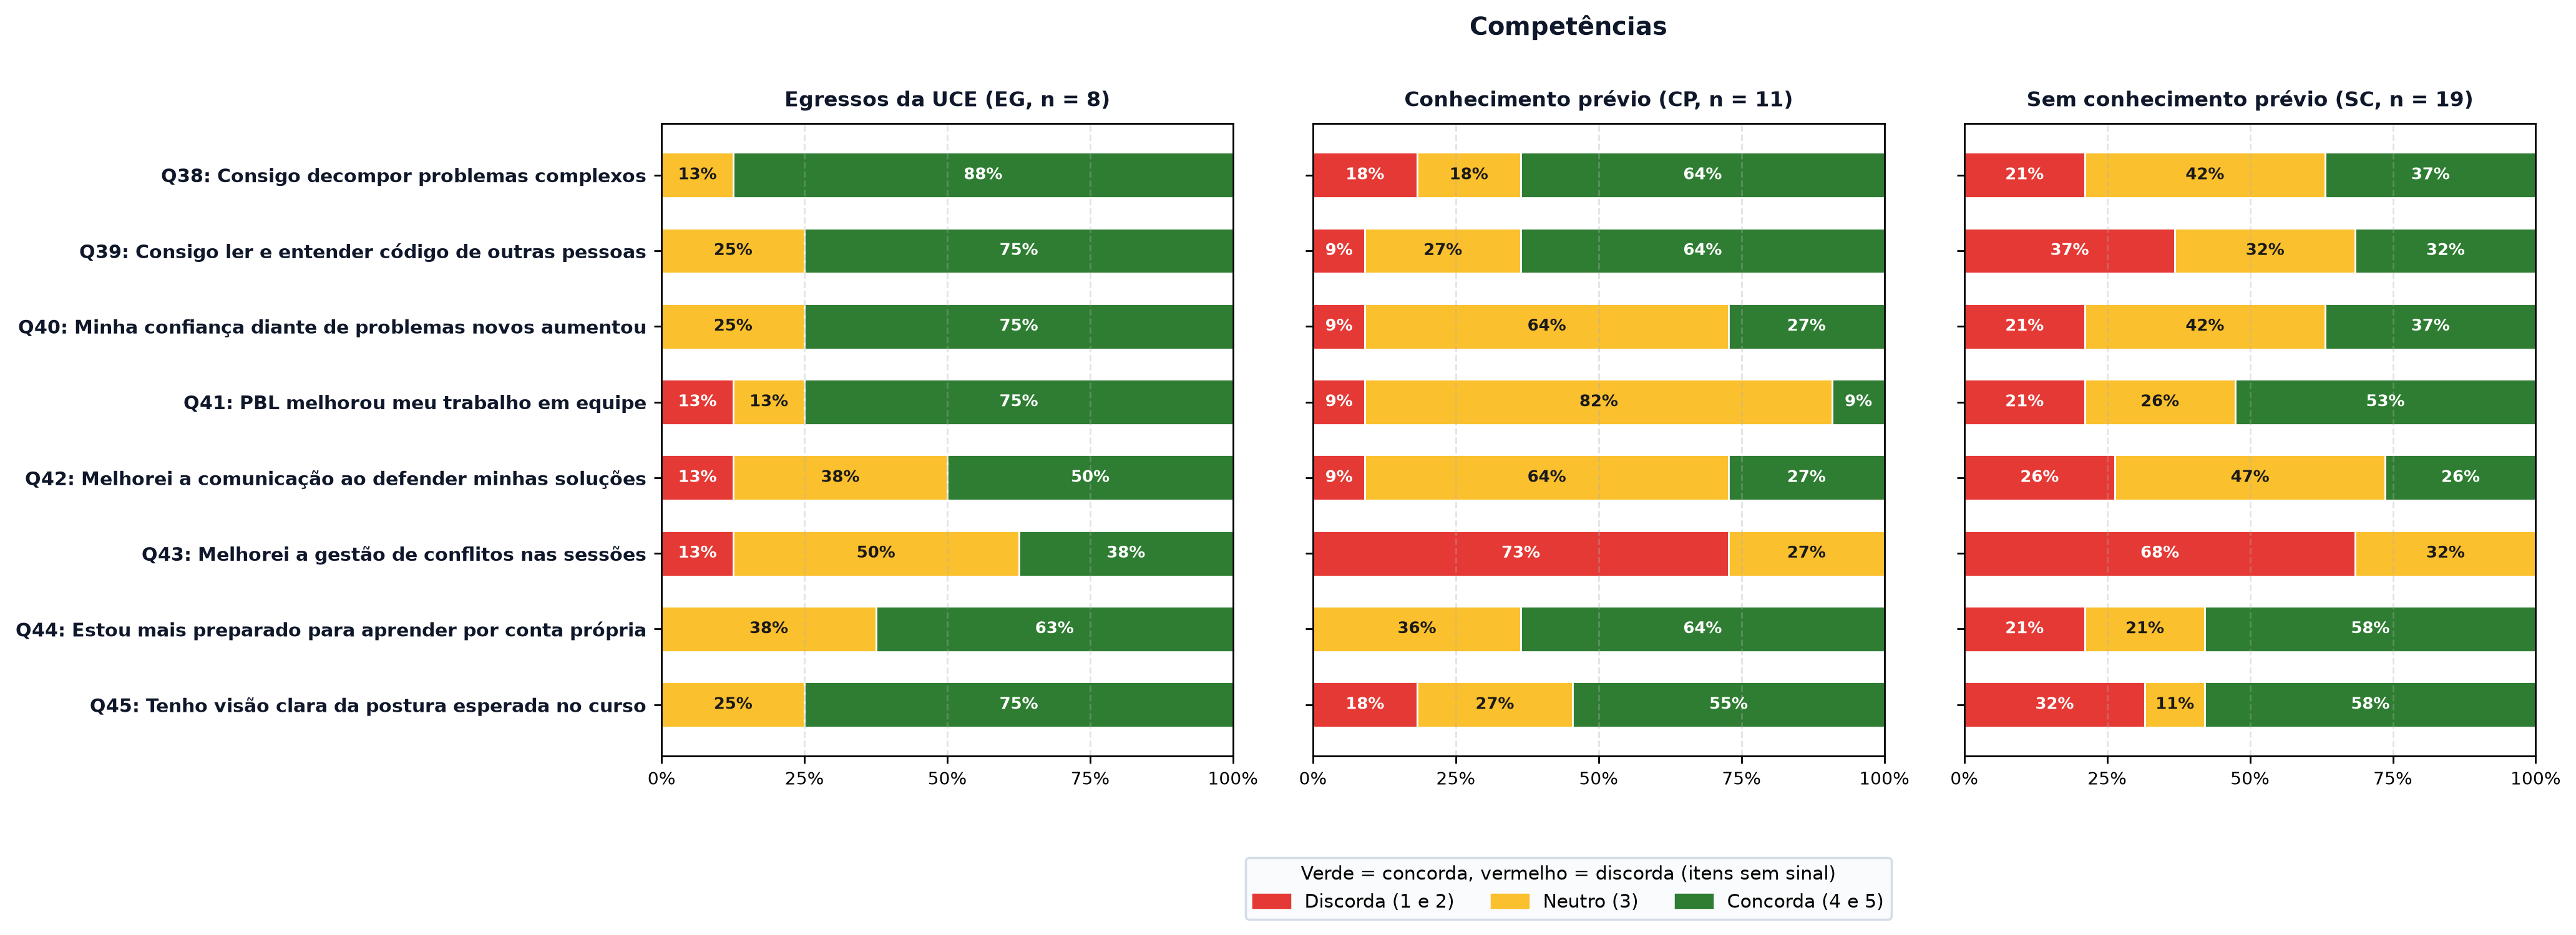 Competências
Egressos da UCE (EG, n = 8)
Conhecimento prévio (CP, n = 11)
Sem conhecimento prévio (SC, n = 19)
Q38: Consigo decompor problemas complexos 13% 88% 18% 18% 64% 21% 42% 37%
Q39: Consigo ler e entender código de outras pessoas 25% 75% 9% 27% 64% 37% 32% 32%
Q40: Minha confiança diante de problemas novos aumentou 25% 75% 9% 64% 27% 21% 42% 37%
Q41: PBL melhorou meu trabalho em equipe 13% 13% 75% 9% 82% 9% 21% 26% 53%
Q42: Melhorei a comunicação ao defender minhas soluções 13% 38% 50% 9% 64% 27% 26% 47% 26%
Q43: Melhorei a gestão de conflitos nas sessões 13% 50% 38% 73% 27% 68% 32%
Q44: Estou mais preparado para aprender por conta própria 38% 63% 36% 64% 21% 21% 58%
Q45: Tenho visão clara da postura esperada no curso 25% 75% 18% 27% 55% 32% 11% 58%
0% 25% 50% 75% 100% 0% 25% 50% 75% 100% 0% 25% 50% 75% 100%
Verde = concorda, vermelho = discorda (itens sem sinal)
Discorda (1 e 2) Neutro (3) Concorda (4 e 5)